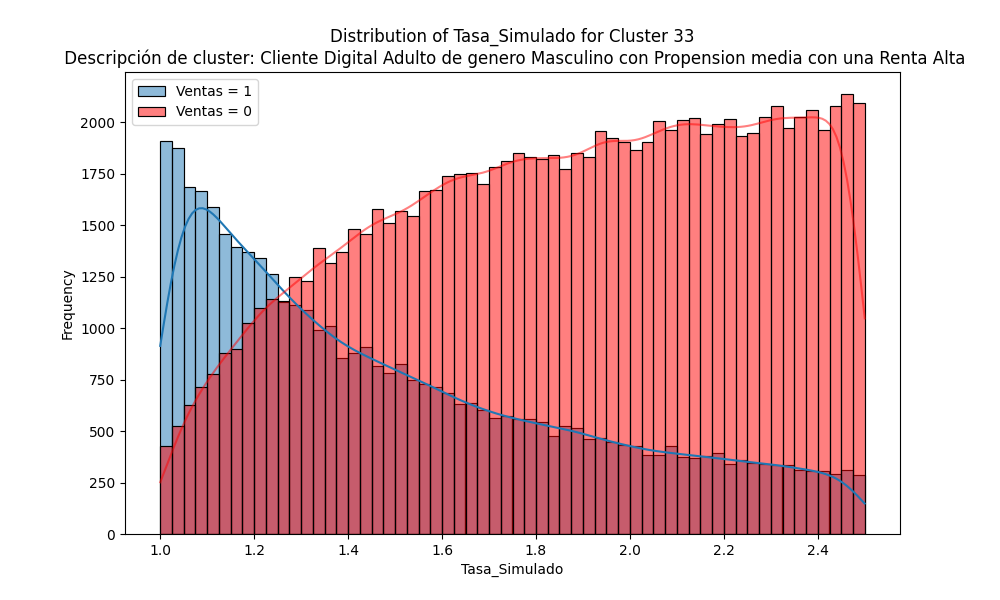 Distribution of Tasa_Simulado for Cluster 33
Descripción de cluster: Cliente Digital Adulto de genero Masculino con Propension media con una Renta Alta
Ventas = 1
Ventas = 0
Frequency
2000
1750
1500
1250
1000
750
500
250
0
1.0 1.2 1.4 1.6 1.8 2.0 2.2 2.4
Tasa_Simulado